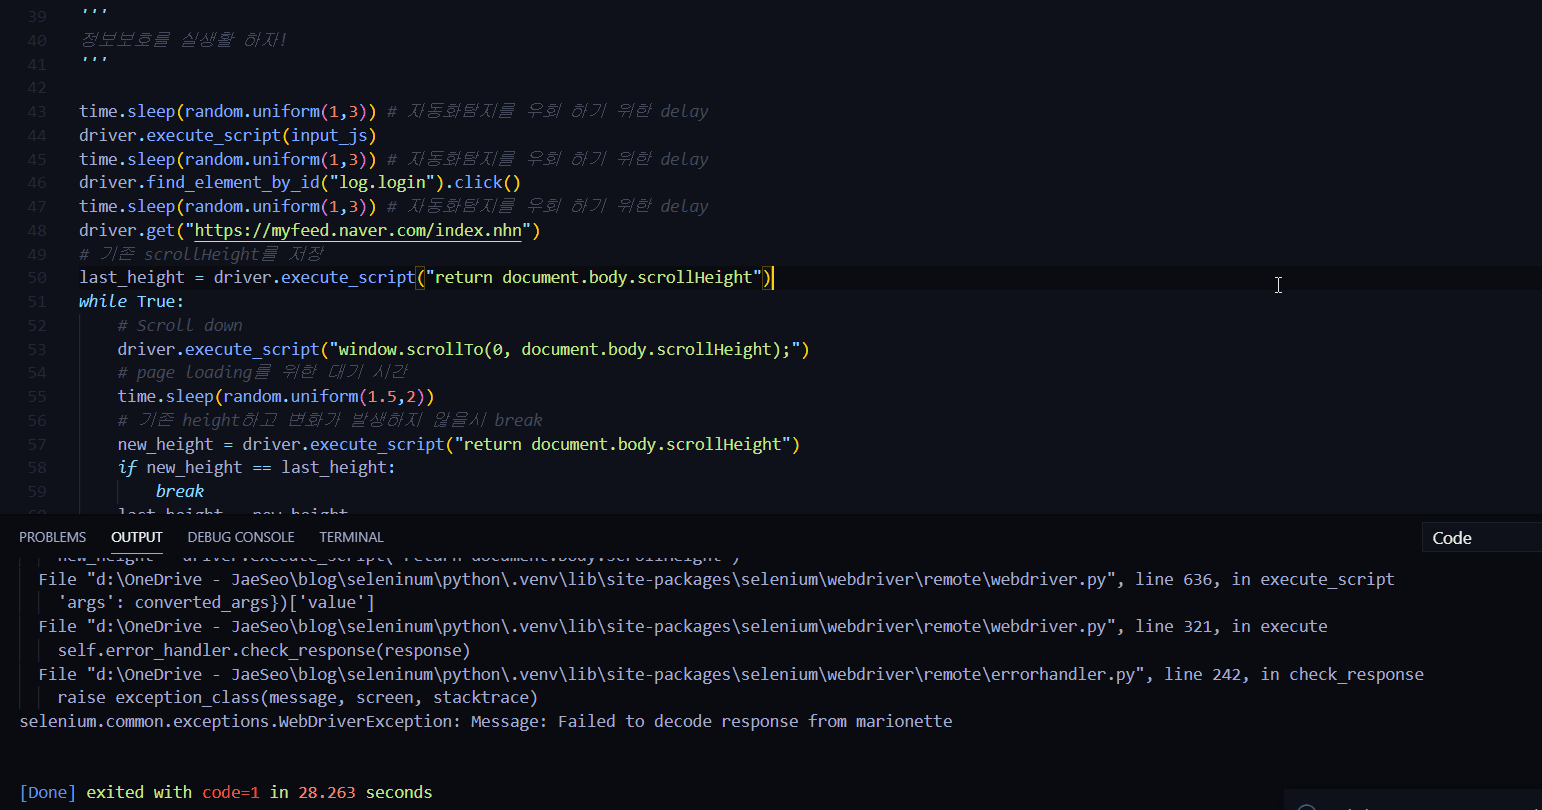 39 '''
40 정보보호를 실생활 하자!
41 '''
42
43 time.sleep(random.uniform(1,3)) # 자동화탐지를 우회 하기 위한 delay
44 driver.execute_script(input_js)
45 time.sleep(random.uniform(1,3)) # 자동화탐지를 우회 하기 위한 delay
46 driver.find_element_by_id("log.login").click()
47 time.sleep(random.uniform(1,3)) # 자동화탐지를 우회 하기 위한 delay
48 driver.get("https://myfeed.naver.com/index.nhn")
49 # 기존 scrollHeight를 저장
50 last_height = driver.execute_script("return document.body.scrollHeight")
51 while True:
52 # Scroll down
53 driver.execute_script("window.scrollTo(0, document.body.scrollHeight);")
54 # page loading를 위한 대기 시간
55 time.sleep(random.uniform(1.5,2))
56 # 기존 height하고 변화가 발생하지 않을시 break
57 new_height = driver.execute_script("return document.body.scrollHeight")
58 if new_height == last_height:
59 break
60 last_height = new_height
PROBLEMS OUTPUT DEBUG CONSOLE TERMINAL Code
new_height = driver.execute_script("return document.body.scrollHeight")
File "d:\OneDrive - JaeSeo\blog\seleninum\python\.venv\lib\site-packages\selenium\webdriver\remote\webdriver.py", line 636, in execute_script
'args': converted_args})['value']
File "d:\OneDrive - JaeSeo\blog\seleninum\python\.venv\lib\site-packages\selenium\webdriver\remote\webdriver.py", line 321, in execute
self.error_handler.check_response(response)
File "d:\OneDrive - JaeSeo\blog\seleninum\python\.venv\lib\site-packages\selenium\webdriver\remote\errorhandler.py", line 242, in check_response
raise exception_class(message, screen, stacktrace)
selenium.common.exceptions.WebDriverException: Message: Failed to decode response from marionette
[Done] exited with code=1 in 28.263 seconds